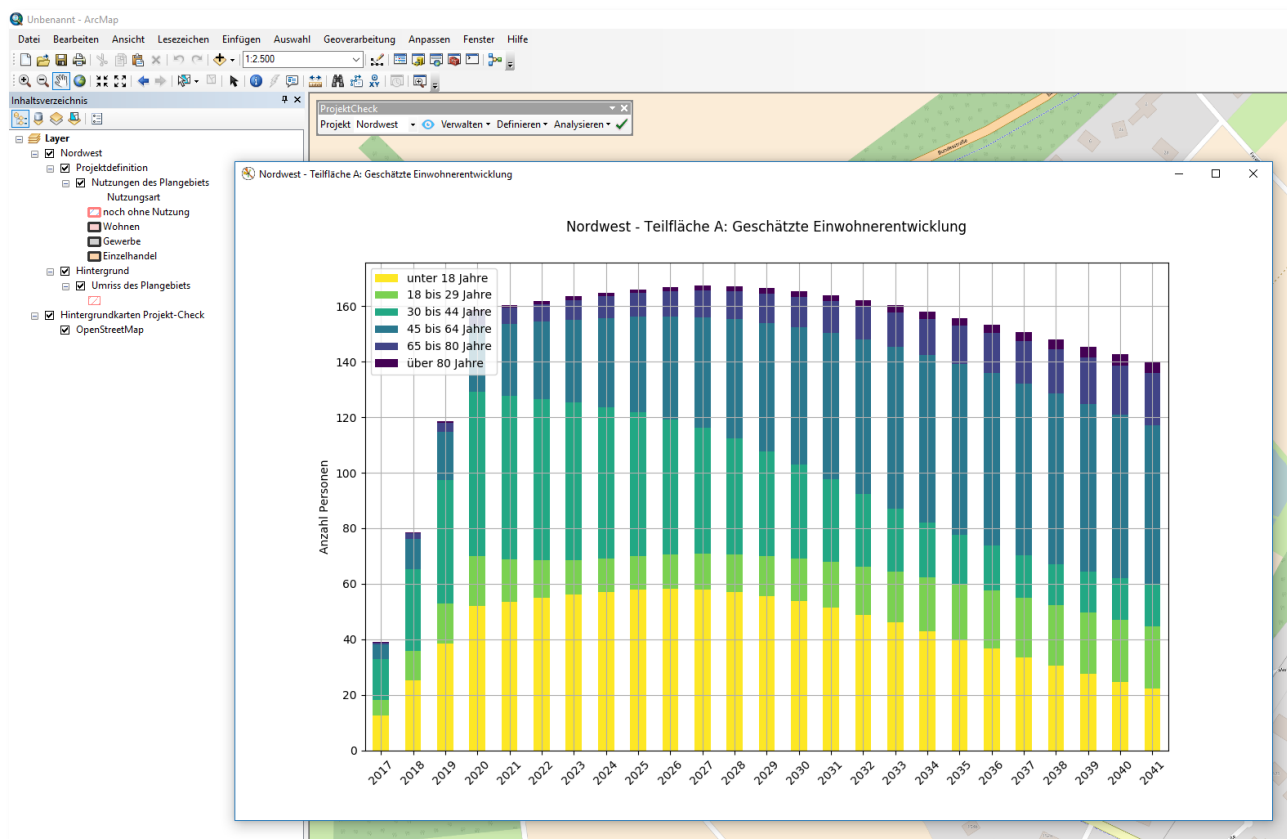 Unbenannt - ArcMap
Datei Bearbeiten Ansicht Lesezeichen Einfügen Auswahl Geoverarbeitung Anpassen Fenster Hilfe
1:2.500
Inhaltsverzeichnis
Layer
Nordwest
Projektdefinition
Nutzungen des Plangebiets
Nutzungsart
noch ohne Nutzung
Wohnen
Gewerbe
Einzelhandel
Hintergrund
Umriss des Plangebiets
Hintergrundkarten Projekt-Check
OpenStreetMap
ProjektCheck
Projekt Nordwest Verwalten Definieren Analysieren
Bundesstraße
Nordwest - Teilfläche A: Geschätzte Einwohnerentwicklung
Nordwest - Teilfläche A: Geschätzte Einwohnerentwicklung
unter 18 Jahre
18 bis 29 Jahre
30 bis 44 Jahre
45 bis 64 Jahre
65 bis 80 Jahre
über 80 Jahre
Anzahl Personen
160
140
120
100
80
60
40
20
0
2017 2018 2019 2020 2021 2022 2023 2024 2025 2026 2027 2028 2029 2030 2031 2032 2033 2034 2035 2036 2037 2038 2039 2040 2041